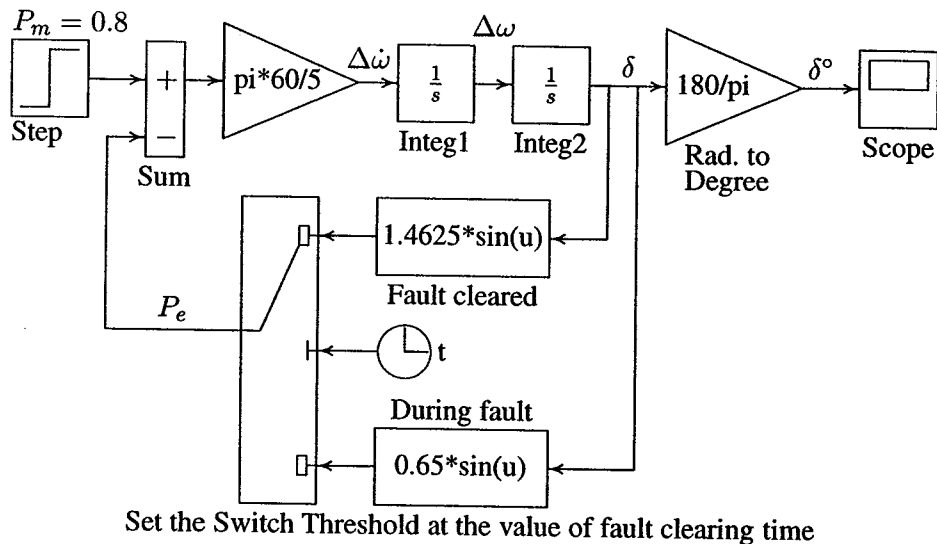 P_m = 0.8
Step
+
−
Sum
pi*60/5
Δω̇
1/s
Integ1
Δω
1/s
Integ2
δ
180/pi
Rad. to
Degree
δ°
Scope
1.4625*sin(u)
Fault cleared
P_e
t
During fault
0.65*sin(u)
Set the Switch Threshold at the value of fault clearing time